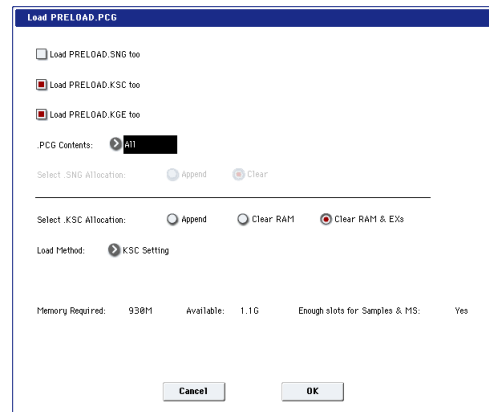 Load PRELOAD.PCG
Load PRELOAD.SNG too
Load PRELOAD.KSC too
Load PRELOAD.KGE too
.PCG Contents: All
Select .SNG Allocation: Append Clear
Select .KSC Allocation: Append Clear RAM Clear RAM & EXs
Load Method: KSC Setting
Memory Required: 930M Available: 1.1G Enough slots for Samples & MS: Yes
Cancel OK